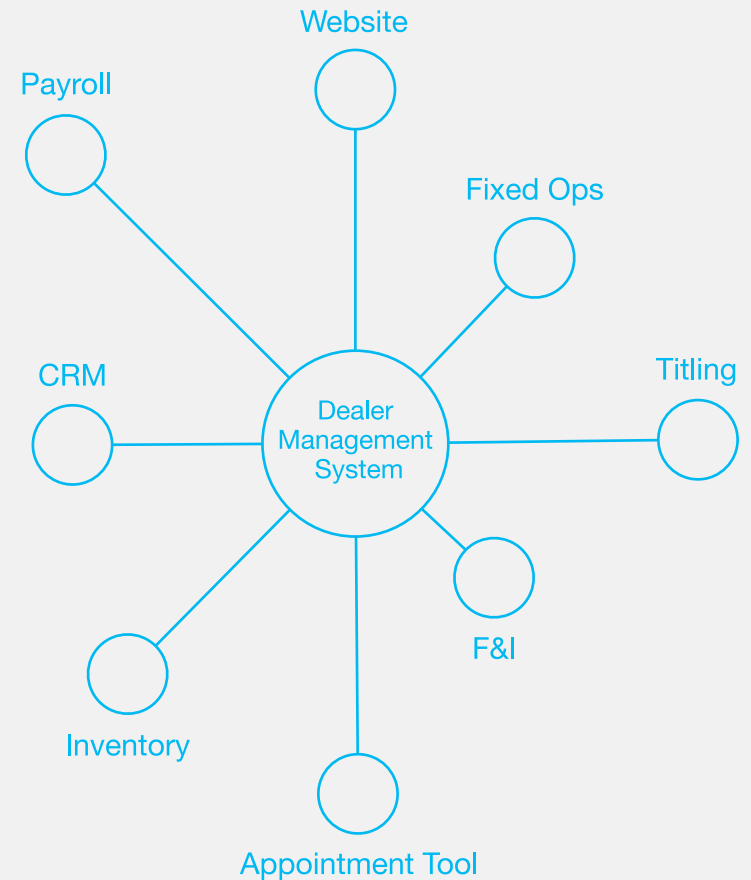 Website
Payroll
Fixed Ops
CRM
Titling
Dealer
Management
System
F&I
Inventory
Appointment Tool